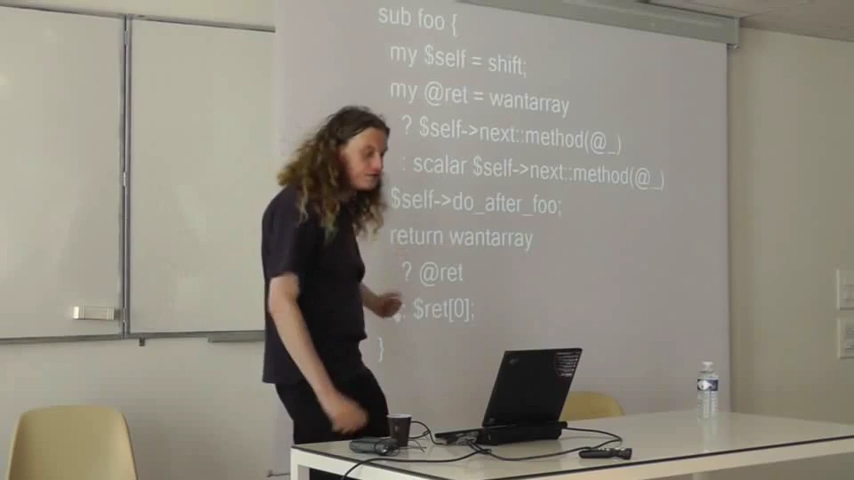 sub foo {
my $self = shift;
my @ret = wantarray
? $self->next::method(@_)
: scalar $self->next::method(@_);
$self->do_after_foo;
return wantarray
? @ret
: $ret[0];
}